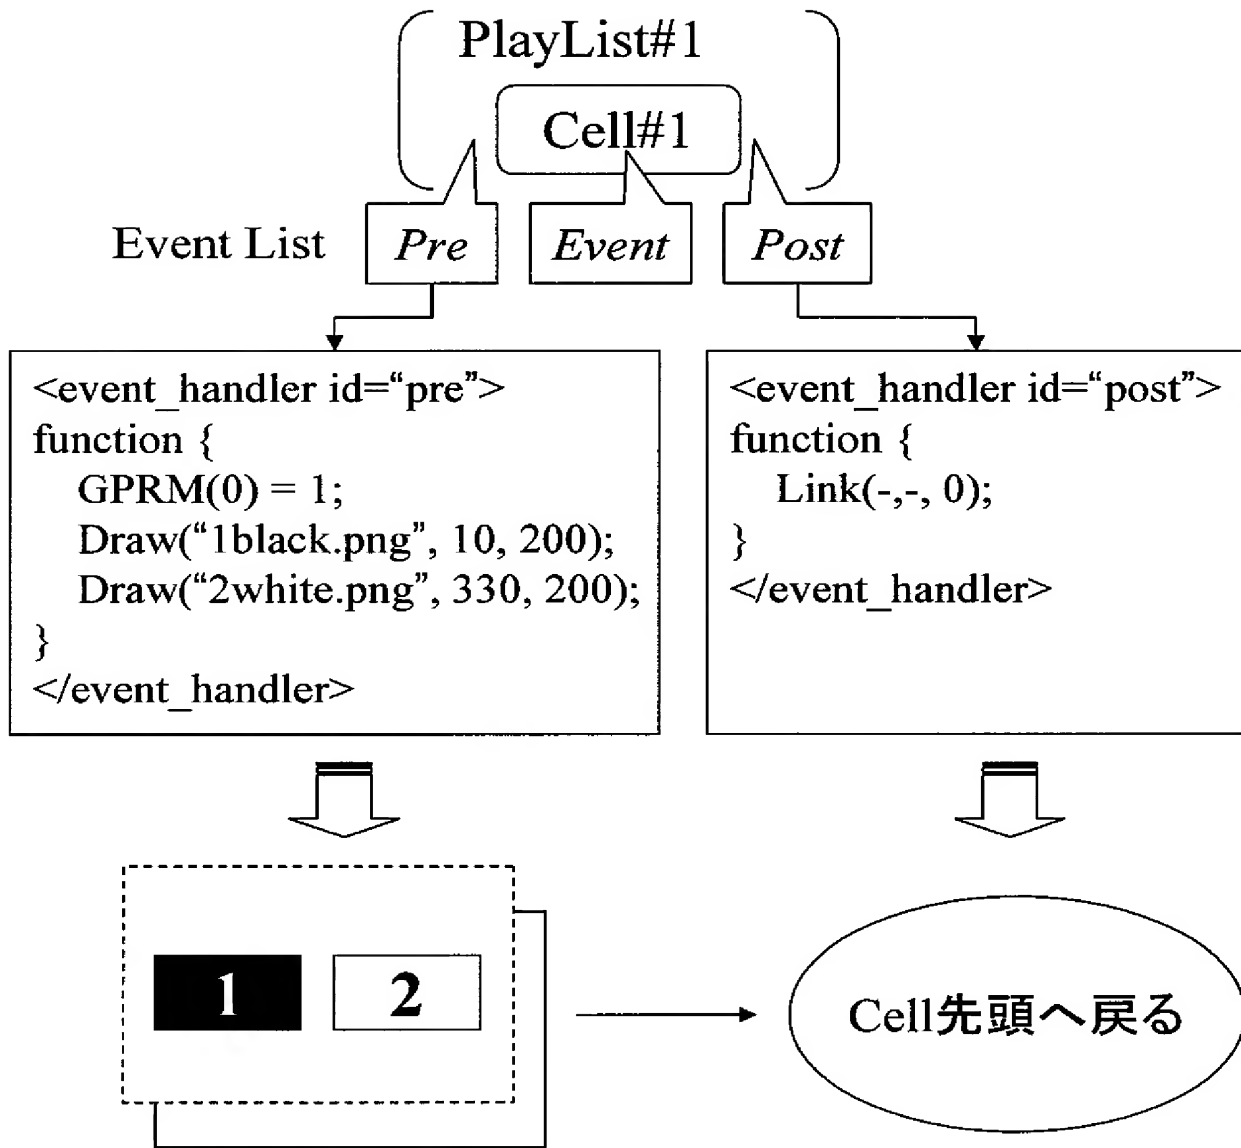 PlayList#1
Cell#1
Event List
Pre
Event
Post
<event_handler id=“pre”>
function {
GPRM(0) = 1;
Draw(“1black.png”, 10, 200);
Draw(“2white.png”, 330, 200);
}
</event_handler>
<event_handler id=“post”>
function {
Link(-,-, 0);
}
</event_handler>
1
2
Cell先頭へ戻る